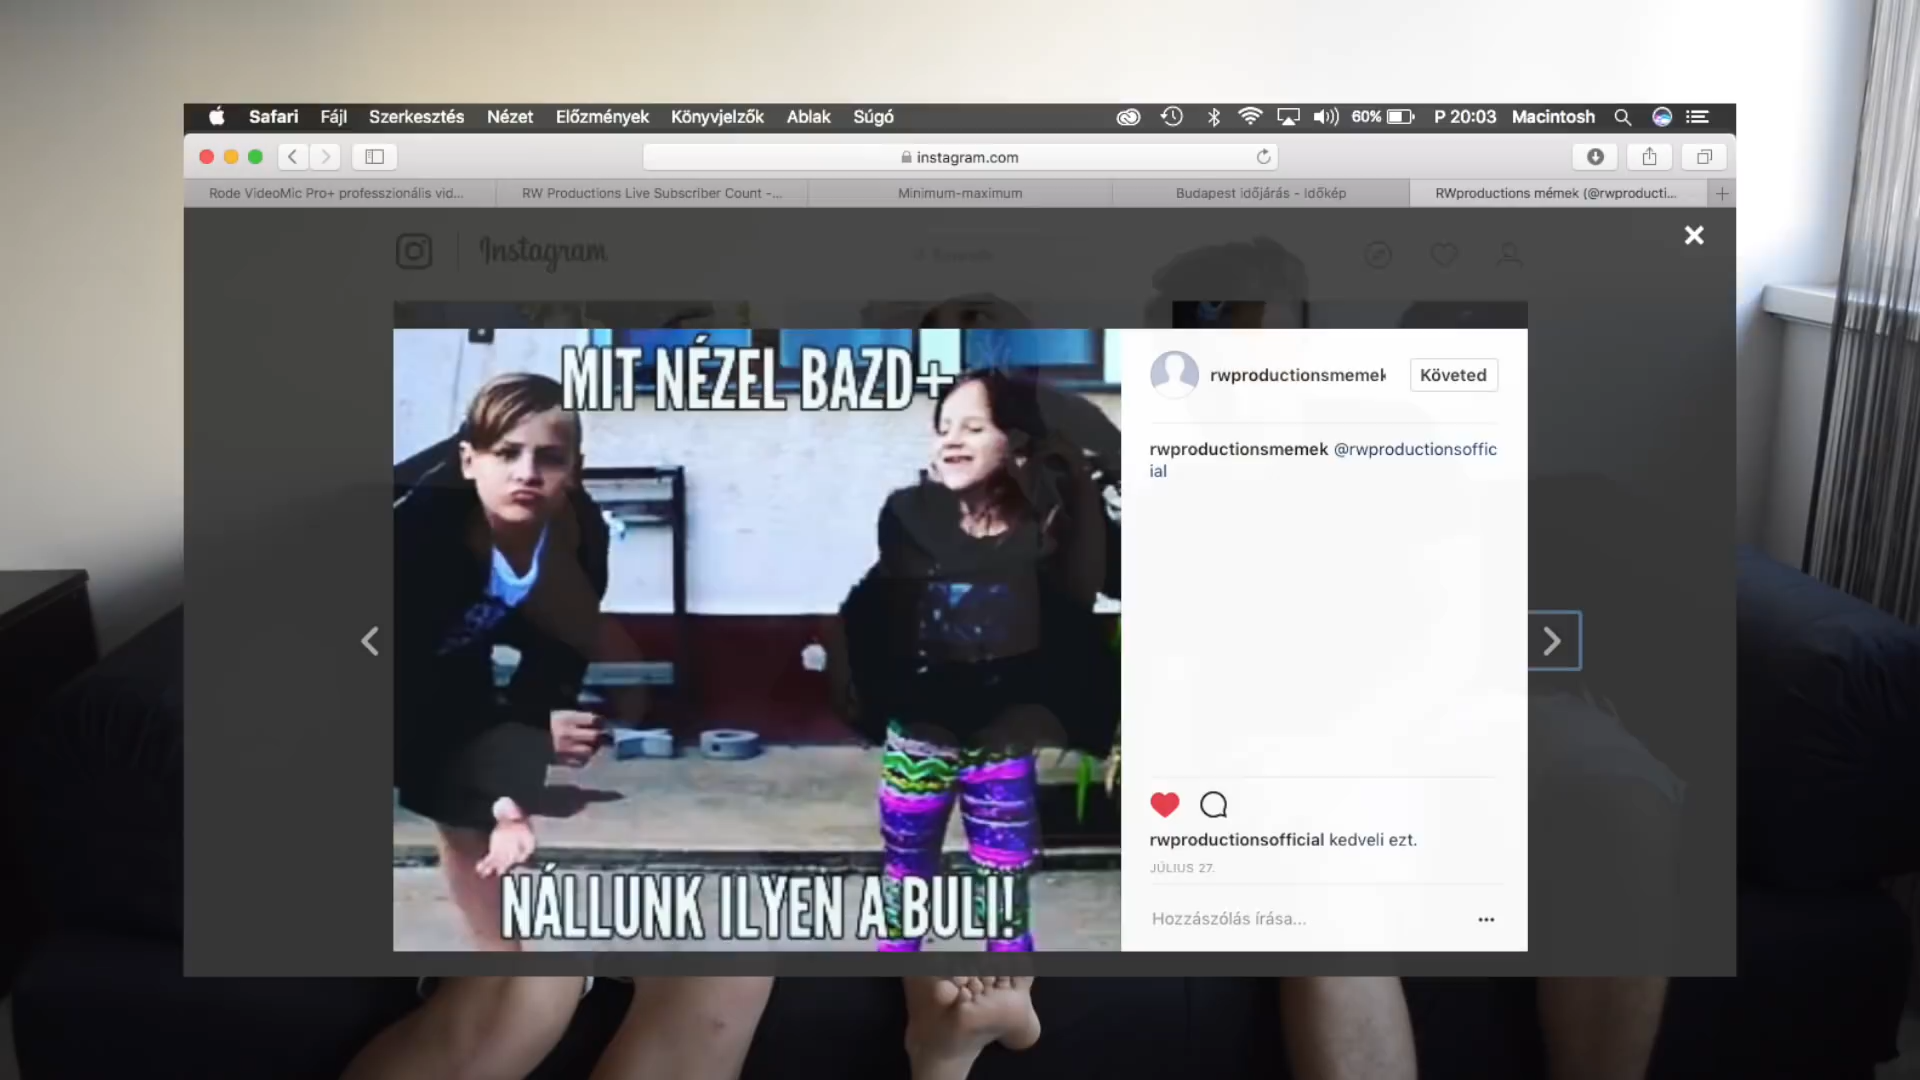 Safari Fájl Szerkesztés Nézet Előzmények Könyvjelzők Ablak Súgó 60% P 20:03 Macintosh
instagram.com
Rode VideoMic Pro+ professzionális vid... RW Productions Live Subscriber Count -... Minimum-maximum Budapest időjárás - Időkép RWproductions mémek (@rwproducti...
Instagram
MIT NÉZEL BAZD+
NÁLLUNK ILYEN A BULI!
rwproductionsmemek Követed
rwproductionsmemek @rwproductionsoffic
ial
rwproductionsofficial kedveli ezt.
JÚLIUS 27.
Hozzászólás írása...